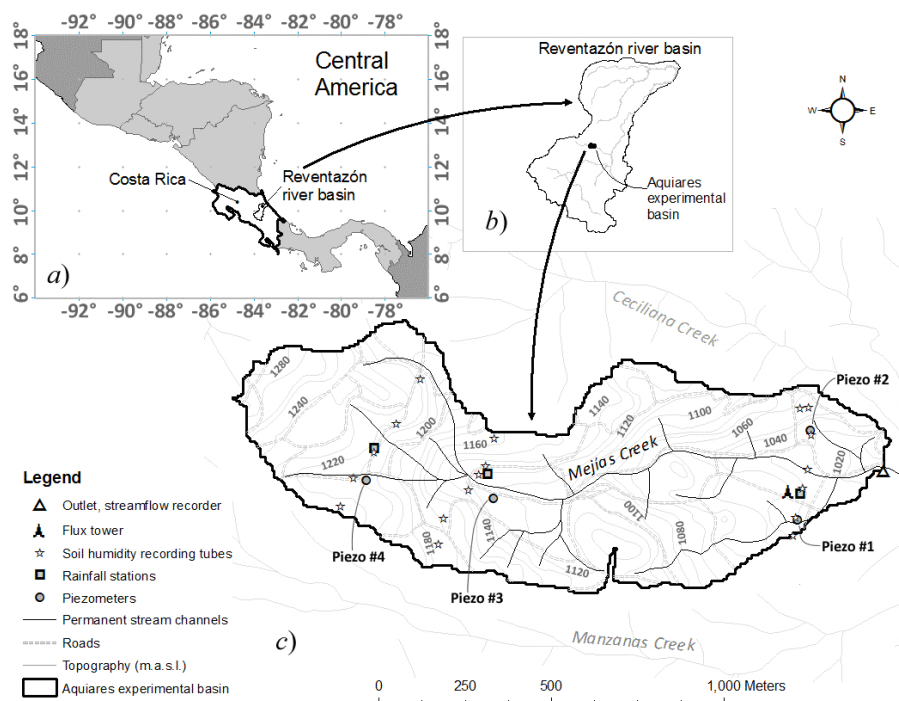 -92° -90° -88° -86° -84° -82° -80° -78°
18°
16°
14°
12°
10°
8°
6°
Central
America
Costa Rica
Reventazón
river basin
a)
18°
16°
14°
12°
10°
8°
6°
-92° -90° -88° -86° -84° -82° -80° -78°
Reventazón river basin
Aquiares
experimental
basin
b)
N
W E
S
Ceciliana Creek
Piezo #2
1280
1240
1200
1220
1160
1140
1120
1100
1060
1040
1020
Mejias Creek
1180
1140
1120
1100
1080
Piezo #4
Piezo #3
Piezo #1
Manzanas Creek
c)
Legend
Outlet, streamflow recorder
Flux tower
Soil humidity recording tubes
Rainfall stations
Piezometers
Permanent stream channels
Roads
Topography (m.a.s.l.)
Aquiares experimental basin
0 250 500 1,000 Meters